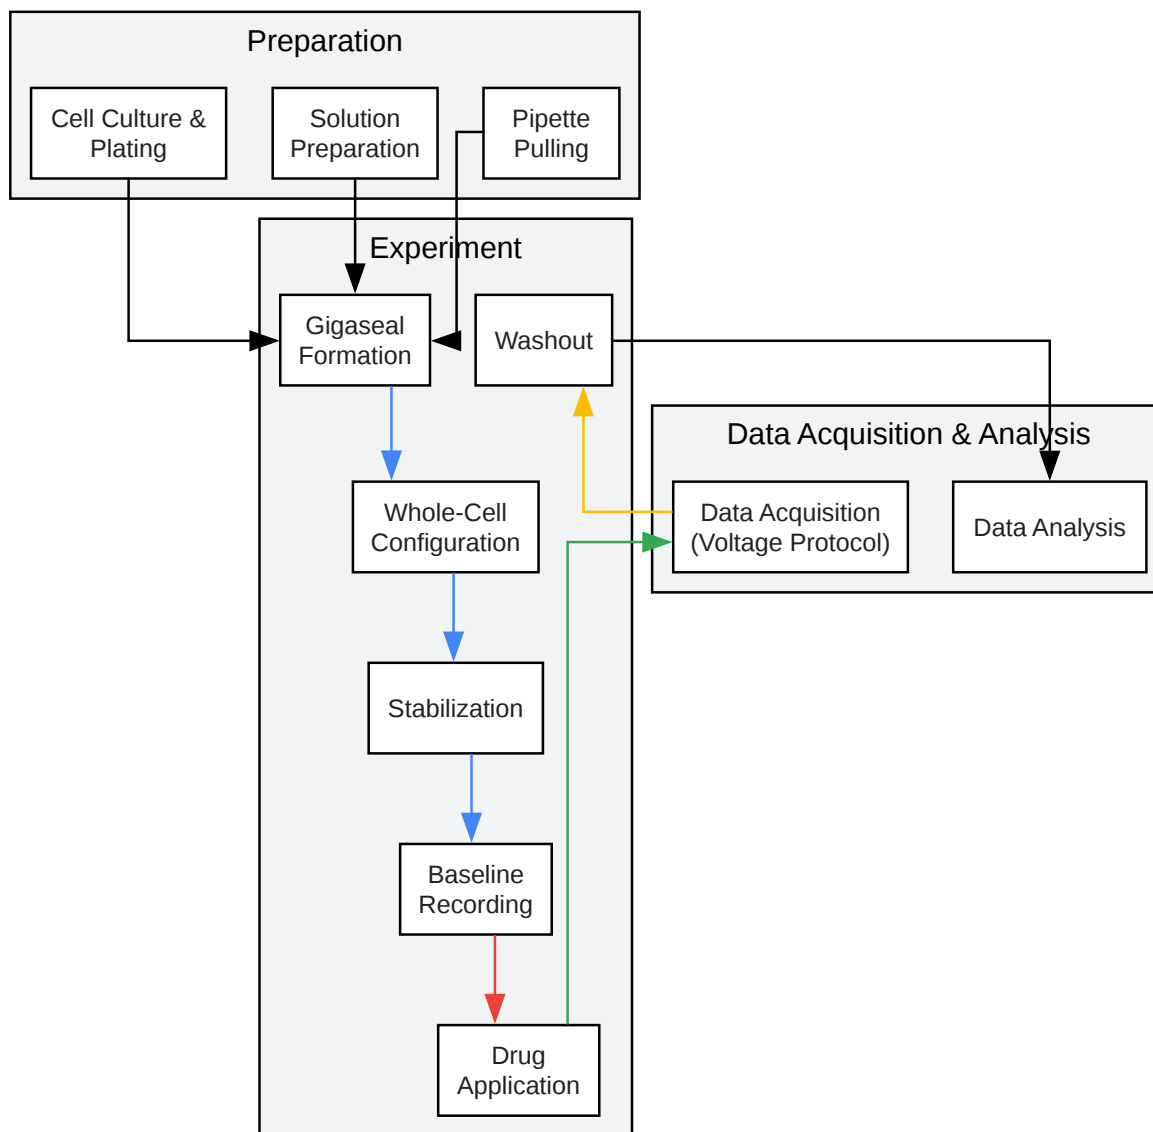 Preparation
Cell Culture &
Plating
Solution
Preparation
Pipette
Pulling
Experiment
Gigaseal
Formation
Washout
Data Acquisition & Analysis
Data Acquisition
(Voltage Protocol)
Data Analysis
Whole-Cell
Configuration
Stabilization
Baseline
Recording
Drug
Application